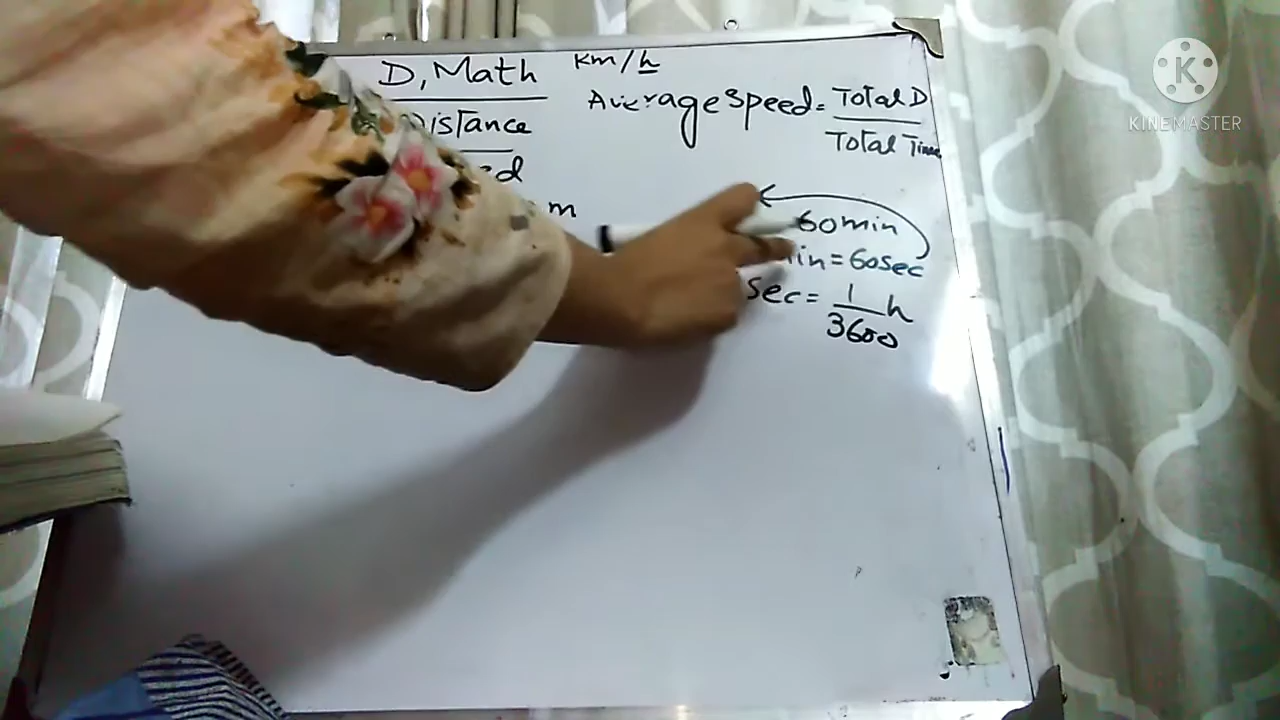 D, Math
Km/h
Distance
Average Speed = Total D
Total Time
ed
m
60min
in = 60sec
sec = 1/3600 h
KINEMASTER